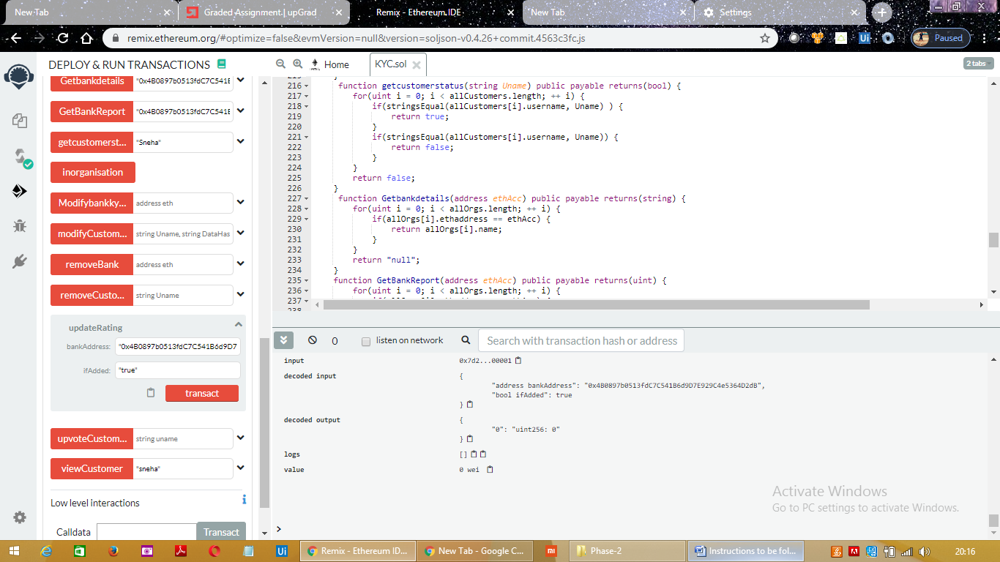 New Tab
Graded Assignment | upGrad
Remix - Ethereum IDE
New Tab
Settings
remix.ethereum.org/#optimize=false&evmVersion=null&version=soljson-v0.4.26+commit.4563c3fc.js
Paused
DEPLOY & RUN TRANSACTIONS
Getbankdetails "0x4B0897b0513fdC7C541E
GetBankReport "0x4B0897b0513fdC7C541E
getcustomerst... "Sneha"
inorganisation
Modifybankky... address eth
modifyCustom... string Uname, string DataHas
removeBank address eth
removeCusto... string Uname
updateRating
bankAddress: "0x4B0897b0513fdC7C541B6d9D7
ifAdded: "true"
transact
upvoteCustom... string uname
viewCustomer "sneha"
Low level interactions
Calldata Transact
Home
KYC.sol
2 tabs
215 }
216 function getcustomerstatus(string Uname) public payable returns(bool) {
217 for(uint i = 0; i < allCustomers.length; ++ i) {
218 if(stringsEqual(allCustomers[i].username, Uname) ) {
219 return true;
220 }
221 if(stringsEqual(allCustomers[i].username, Uname)) {
222 return false;
223 }
224 }
225 return false;
226 }
227 function Getbankdetails(address ethAcc) public payable returns(string) {
228 for(uint i = 0; i < allOrgs.length; ++ i) {
229 if(allOrgs[i].ethaddress == ethAcc) {
230 return allOrgs[i].name;
231 }
232 }
233 return "null";
234 }
235 function GetBankReport(address ethAcc) public payable returns(uint) {
236 for(uint i = 0; i < allOrgs.length; ++ i) {
237
238
0
listen on network
Search with transaction hash or address
input 0x7d2...00001
decoded input {
"address bankAddress": "0x4B0897b0513fdC7C541B6d9D7E929C4e5364D2dB",
"bool ifAdded": true
}
decoded output {
"0": "uint256: 0"
}
logs []
value 0 wei
>
Activate Windows
Go to PC settings to activate Windows.
Remix - Ethereum ID...
New Tab - Google C...
Phase-2
Instructions to be fol...
20:16